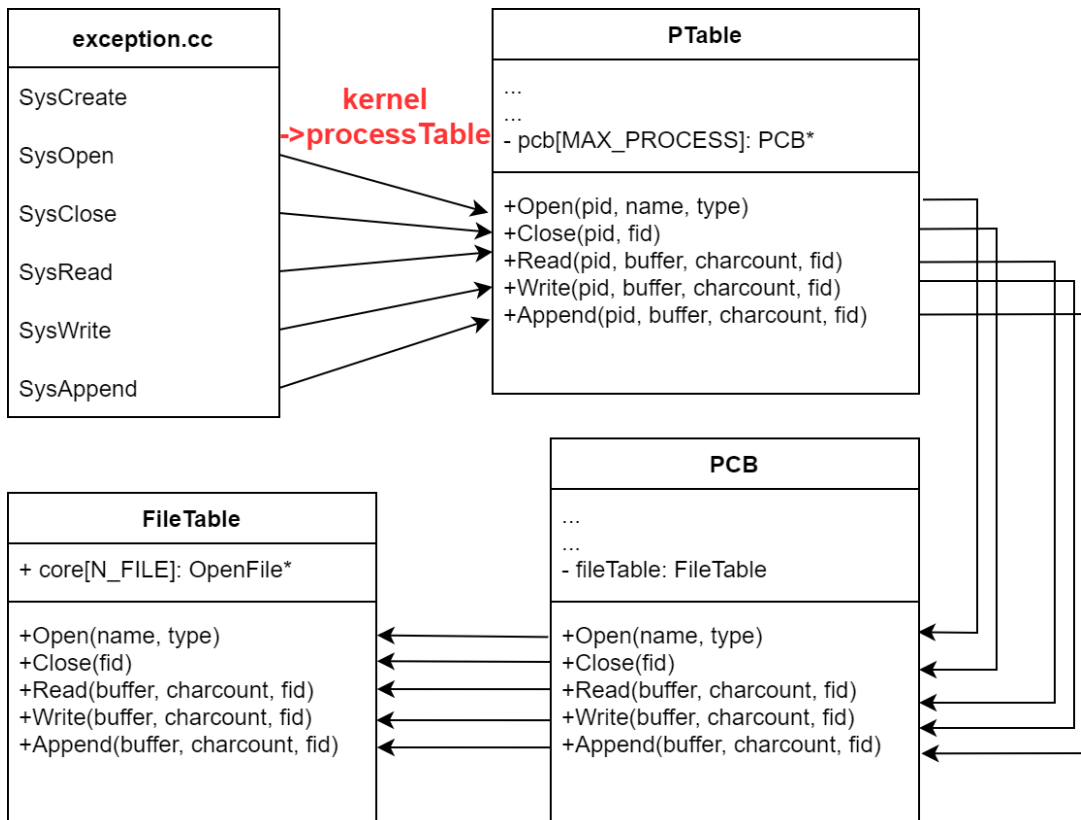 exception.cc
SysCreate
SysOpen
SysClose
SysRead
SysWrite
SysAppend
kernel
->processTable
PTable
...
...
- pcb[MAX_PROCESS]: PCB*
+Open(pid, name, type)
+Close(pid, fid)
+Read(pid, buffer, charcount, fid)
+Write(pid, buffer, charcount, fid)
+Append(pid, buffer, charcount, fid)
FileTable
+ core[N_FILE]: OpenFile*
+Open(name, type)
+Close(fid)
+Read(buffer, charcount, fid)
+Write(buffer, charcount, fid)
+Append(buffer, charcount, fid)
PCB
...
...
- fileTable: FileTable
+Open(name, type)
+Close(fid)
+Read(buffer, charcount, fid)
+Write(buffer, charcount, fid)
+Append(buffer, charcount, fid)